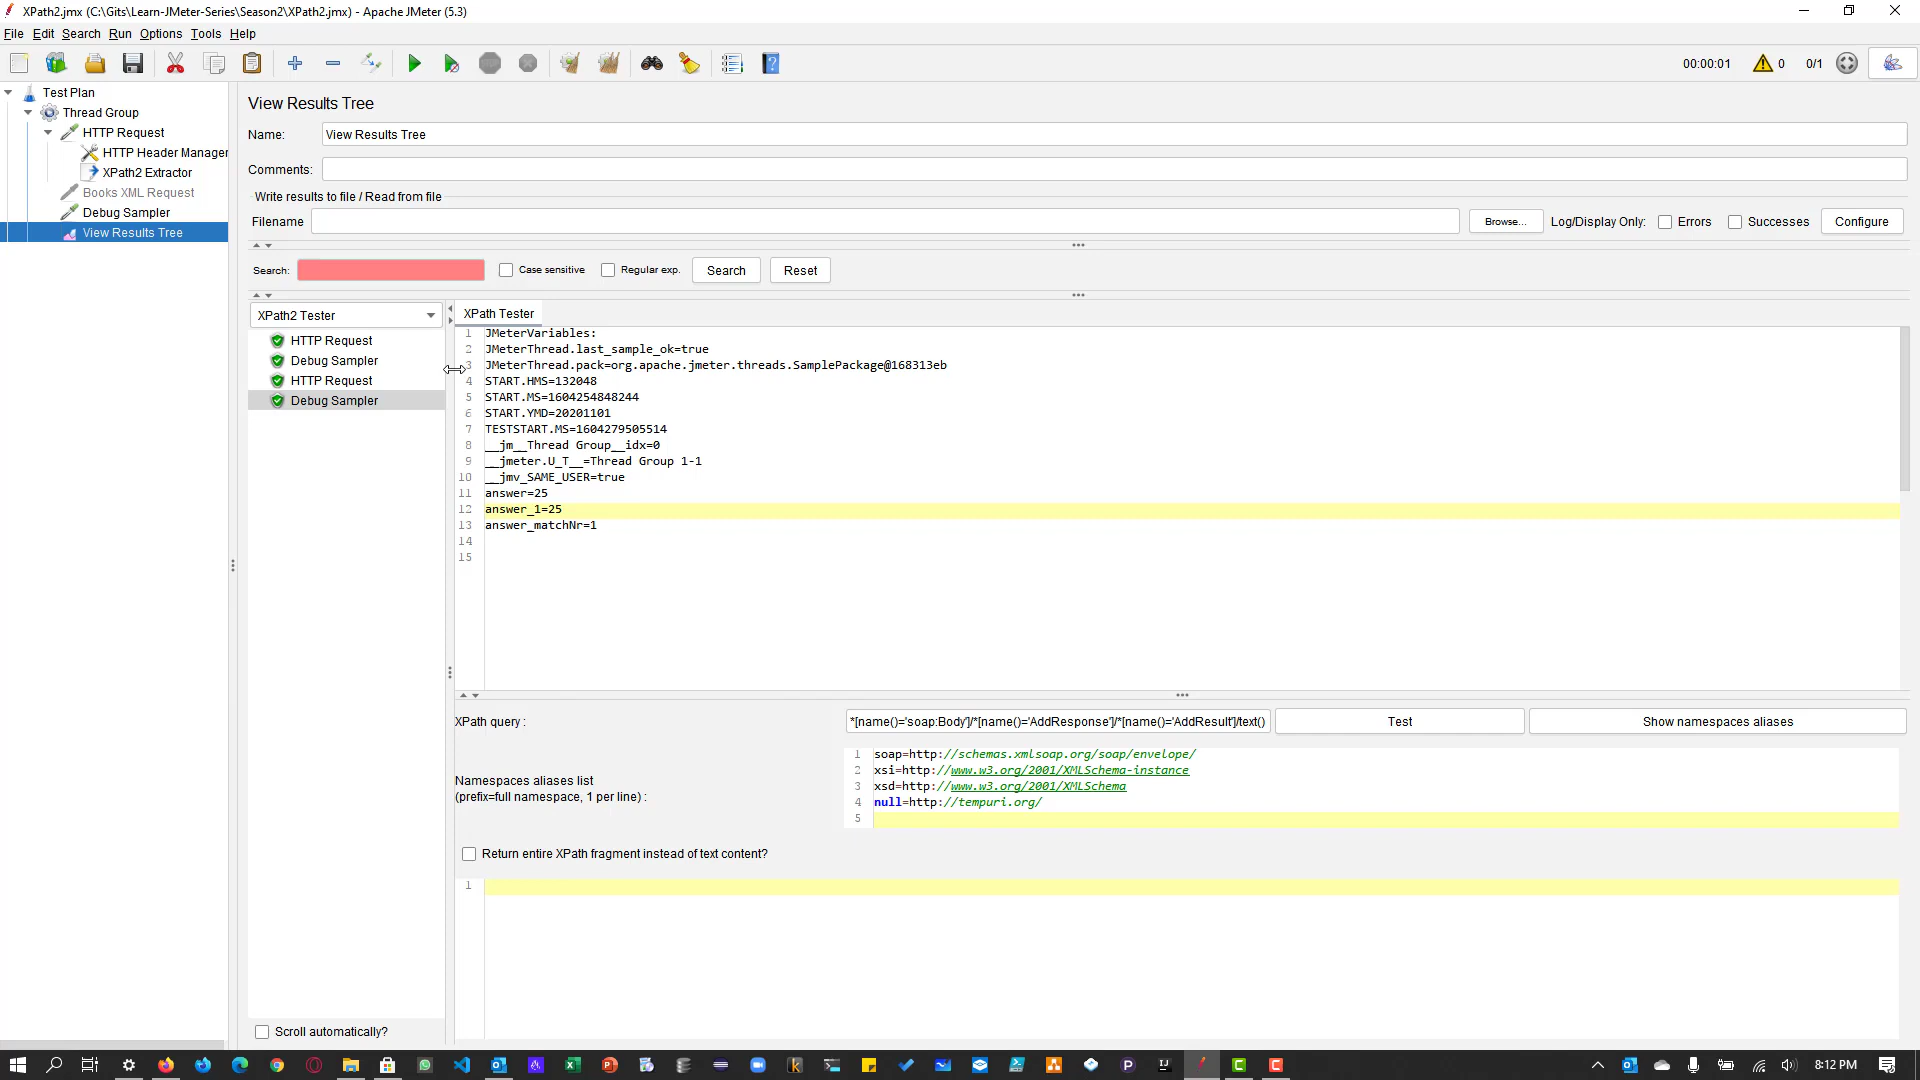 XPath2.jmx (C:\Gits\Learn-JMeter-Series\Season2\XPath2.jmx) - Apache JMeter (5.3)
File Edit Search Run Options Tools Help
00:00:01 0 0/1
Test Plan
Thread Group
HTTP Request
HTTP Header Manager
XPath2 Extractor
Books XML Request
Debug Sampler
View Results Tree
View Results Tree
Name: View Results Tree
Comments:
Write results to file / Read from file
Filename Browse... Log/Display Only: Errors Successes Configure
Search: Case sensitive Regular exp. Search Reset
XPath2 Tester
HTTP Request
Debug Sampler
HTTP Request
Debug Sampler
Scroll automatically?
XPath Tester
1 JMeterVariables:
2 JMeterThread.last_sample_ok=true
3 JMeterThread.pack=org.apache.jmeter.threads.SamplePackage@168313eb
4 START.HMS=132048
5 START.MS=1604254848244
6 START.YMD=20201101
7 TESTSTART.MS=1604279505514
8 __jm__Thread Group__idx=0
9 __jmeter.U_T__=Thread Group 1-1
10 __jmv_SAME_USER=true
11 answer=25
12 answer_1=25
13 answer_matchNr=1
14
15
XPath query : *[name()='soap:Body']/*[name()='AddResponse']/*[name()='AddResult']/text() Test Show namespaces aliases
Namespaces aliases list
(prefix=full namespace, 1 per line) :
1 soap=http://schemas.xmlsoap.org/soap/envelope/
2 xsi=http://www.w3.org/2001/XMLSchema-instance
3 xsd=http://www.w3.org/2001/XMLSchema
4 null=http://tempuri.org/
5
Return entire XPath fragment instead of text content?
1
8:12 PM